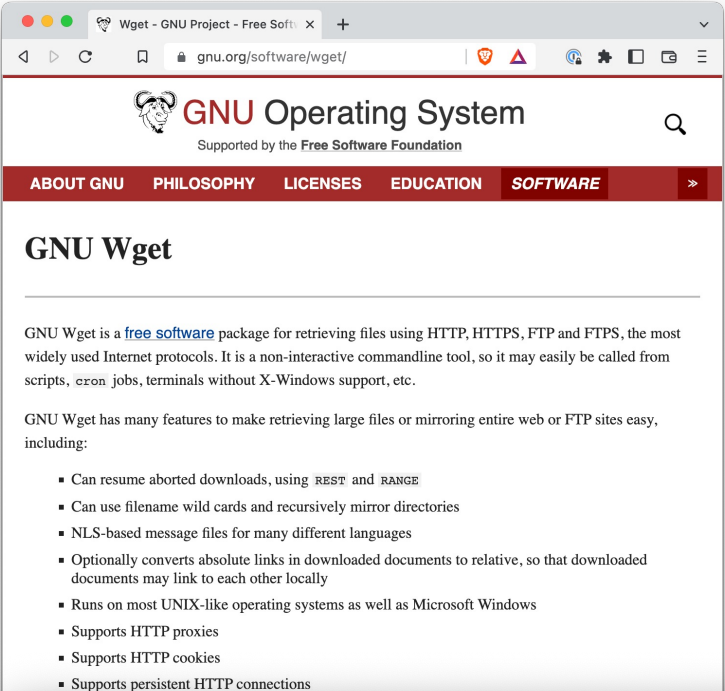 Wget - GNU Project - Free Soft
gnu.org/software/wget/
GNU Operating System
Supported by the Free Software Foundation
ABOUT GNU PHILOSOPHY LICENSES EDUCATION SOFTWARE »
GNU Wget
GNU Wget is a free software package for retrieving files using HTTP, HTTPS, FTP and FTPS, the most
widely used Internet protocols. It is a non-interactive commandline tool, so it may easily be called from
scripts, cron jobs, terminals without X-Windows support, etc.
GNU Wget has many features to make retrieving large files or mirroring entire web or FTP sites easy,
including:
▪ Can resume aborted downloads, using REST and RANGE
▪ Can use filename wild cards and recursively mirror directories
▪ NLS-based message files for many different languages
▪ Optionally converts absolute links in downloaded documents to relative, so that downloaded
documents may link to each other locally
▪ Runs on most UNIX-like operating systems as well as Microsoft Windows
▪ Supports HTTP proxies
▪ Supports HTTP cookies
▪ Supports persistent HTTP connections